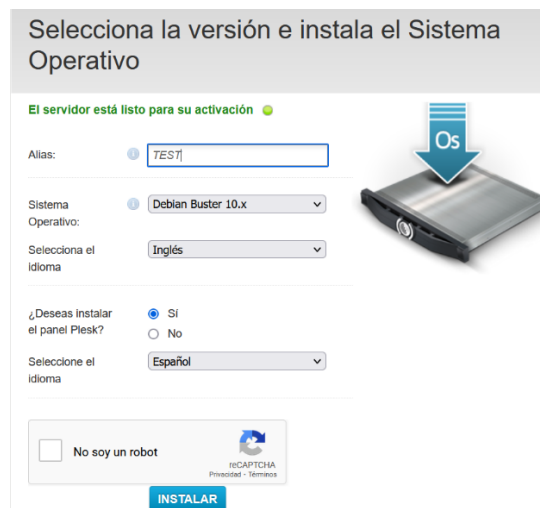 Selecciona la versión e instala el Sistema
Operativo
El servidor está listo para su activación
Os
Alias:
TEST
Sistema
Operativo:
Debian Buster 10.x
Selecciona el
idioma
Inglés
¿Deseas instalar
el panel Plesk?
Sí
No
Seleccione el
idioma
Español
No soy un robot
reCAPTCHA
Privacidad - Términos
INSTALAR